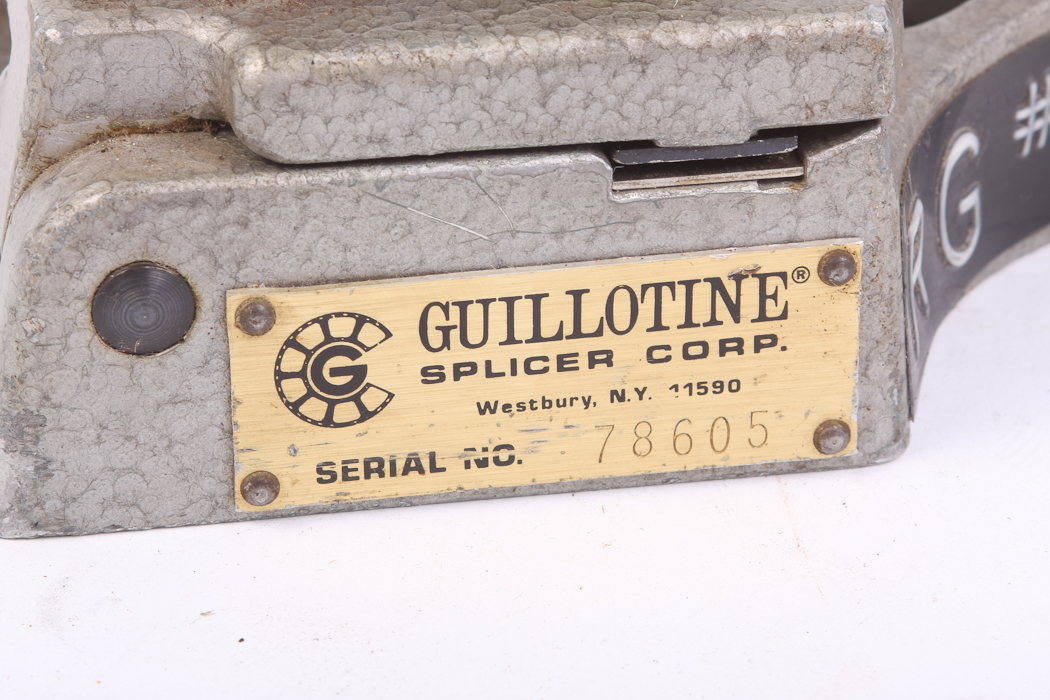 GUILLOTINE®
SPLICER CORP.
Westbury, N.Y. 11590
SERIAL NO. 78605
G
G #